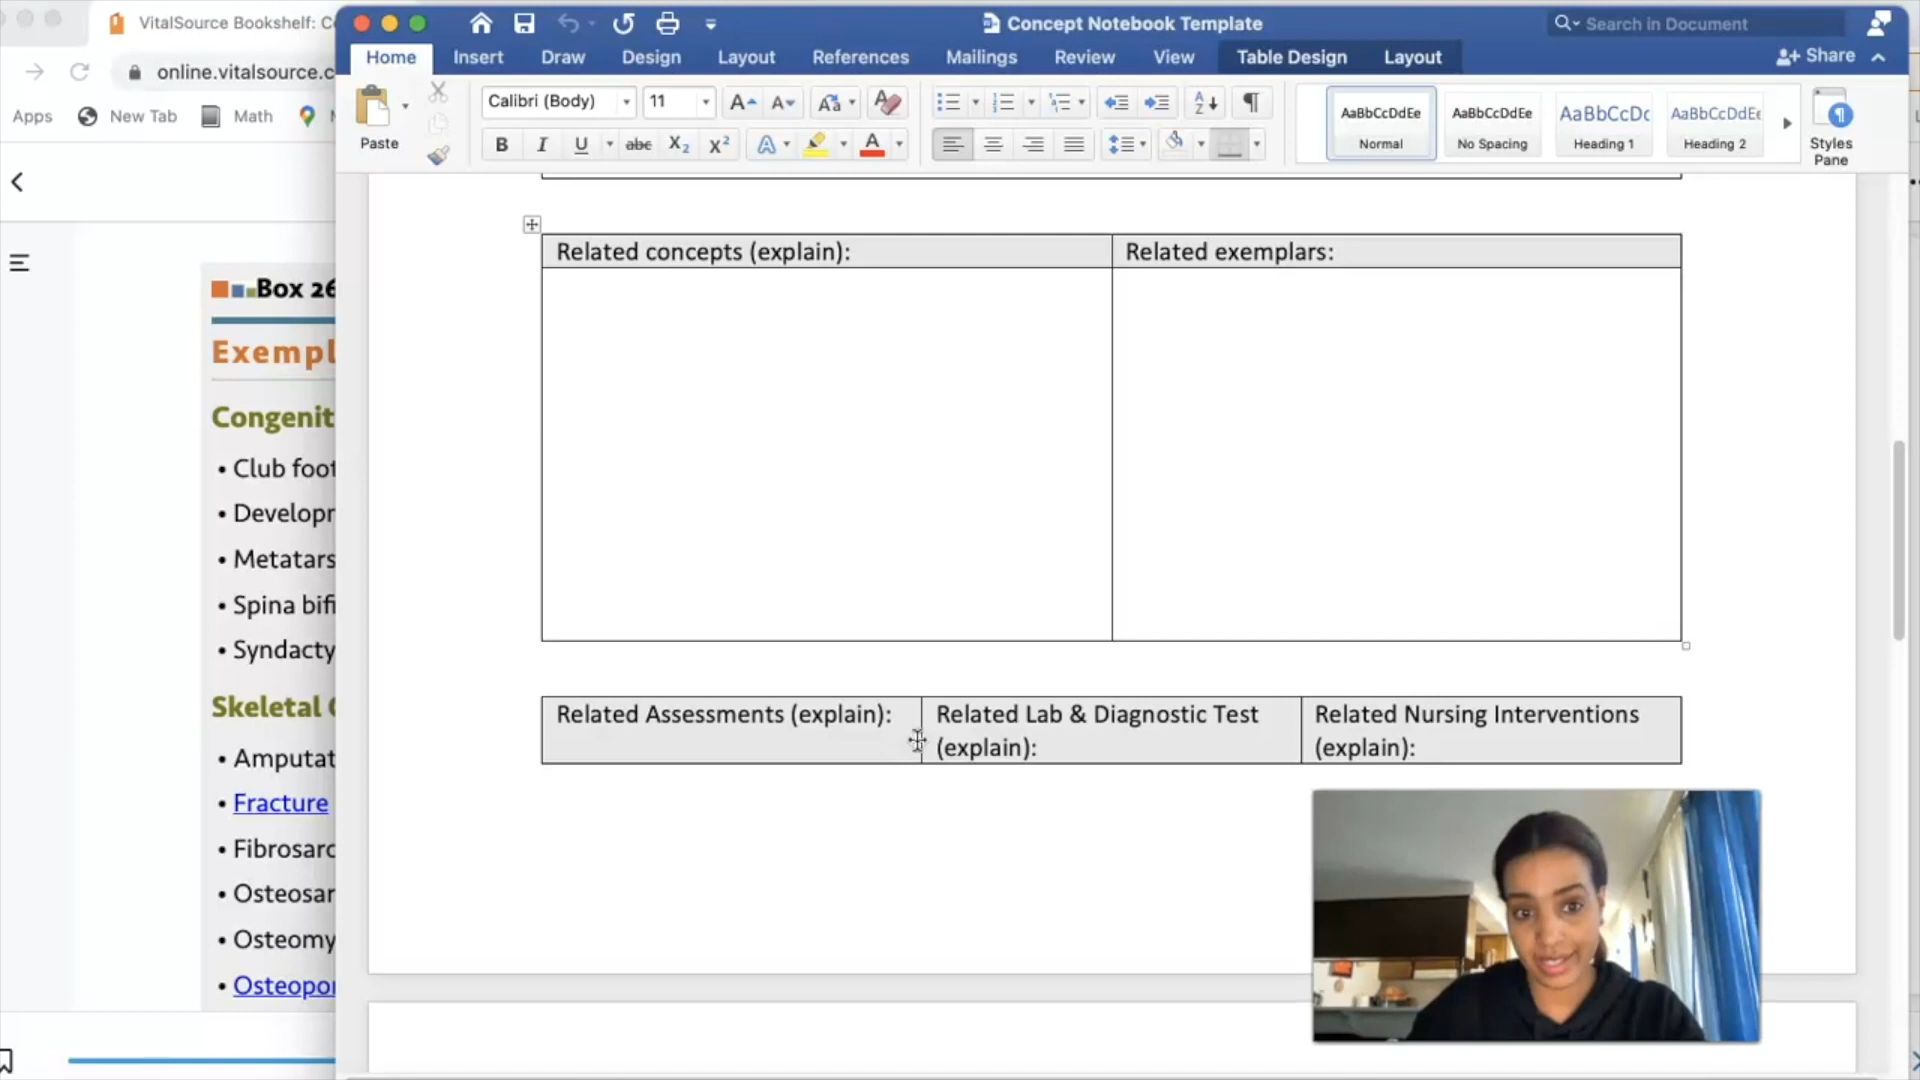 VitalSource Bookshelf: C
Concept Notebook Template
Search in Document
Home
Insert
Draw
Design
Layout
References
Mailings
Review
View
Table Design
Layout
Share
online.vitalsource.c
Apps
New Tab
Math
Paste
Calibri (Body)
11
AaBbCcDdEe
Normal
AaBbCcDdEe
No Spacing
AaBbCcDc
Heading 1
AaBbCcDdEe
Heading 2
Styles
Pane
Related concepts (explain):
Related exemplars:
Related Assessments (explain):
Related Lab & Diagnostic Test
(explain):
Related Nursing Interventions
(explain):
Box 26
Exempl
Congenit
• Club foot
• Developr
• Metatars
• Spina bifi
• Syndacty
Skeletal
• Amputat
• Fracture
• Fibrosarc
• Osteosar
• Osteomy
• Osteopor